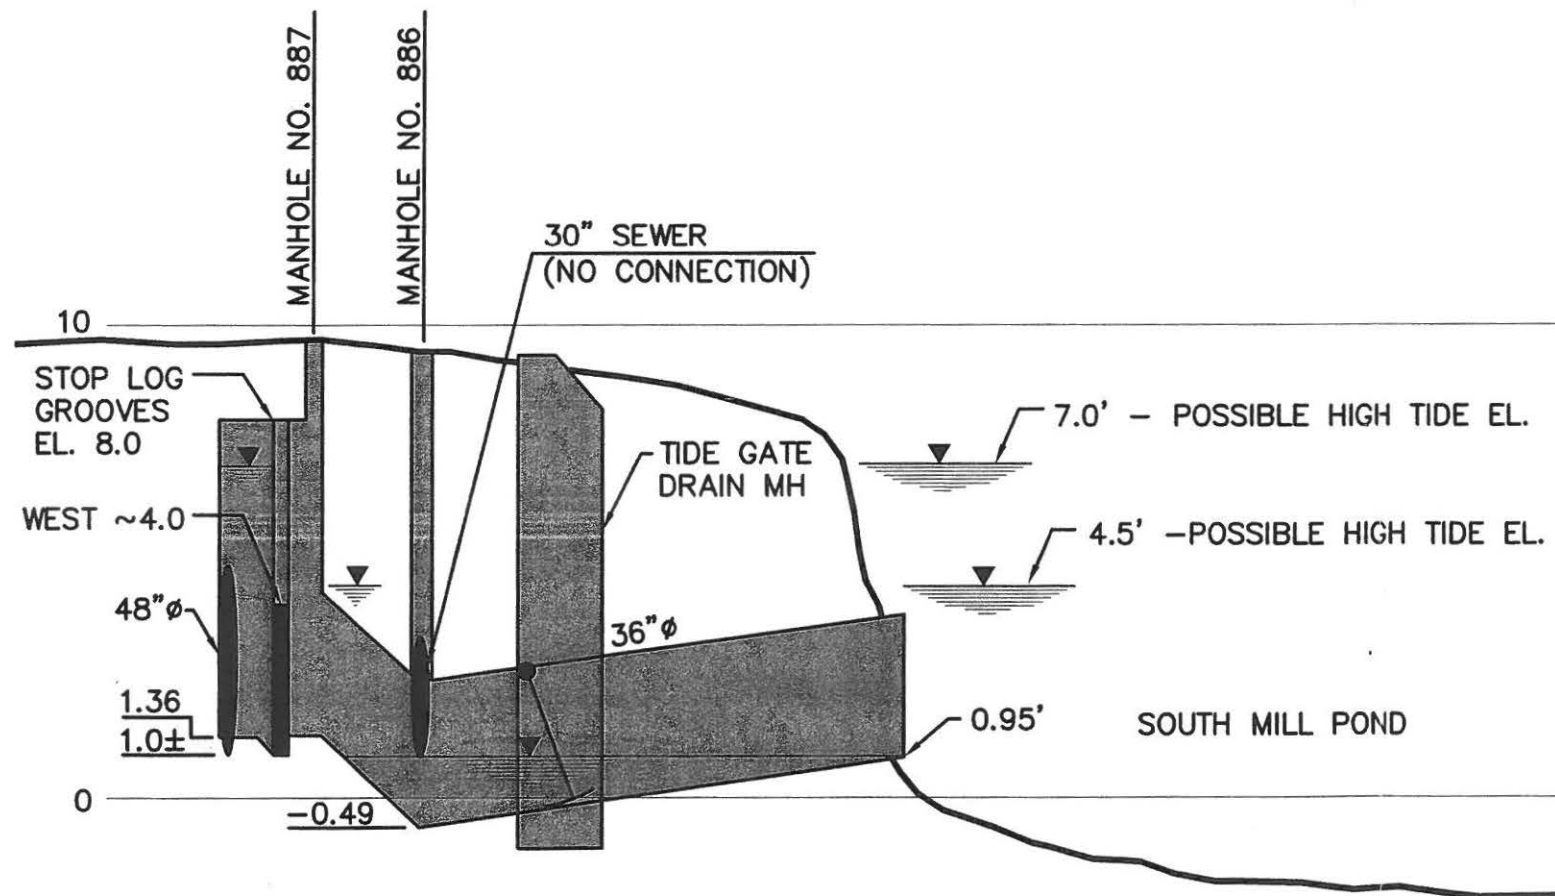 MANHOLE NO. 887
MANHOLE NO. 886
30" SEWER
(NO CONNECTION)
10
STOP LOG
GROOVES
EL. 8.0
7.0' - POSSIBLE HIGH TIDE EL.
TIDE GATE
DRAIN MH
WEST ~4.0
4.5' -POSSIBLE HIGH TIDE EL.
48"ø
36"ø
1.36
1.0±
0.95'
SOUTH MILL POND
0
-0.49